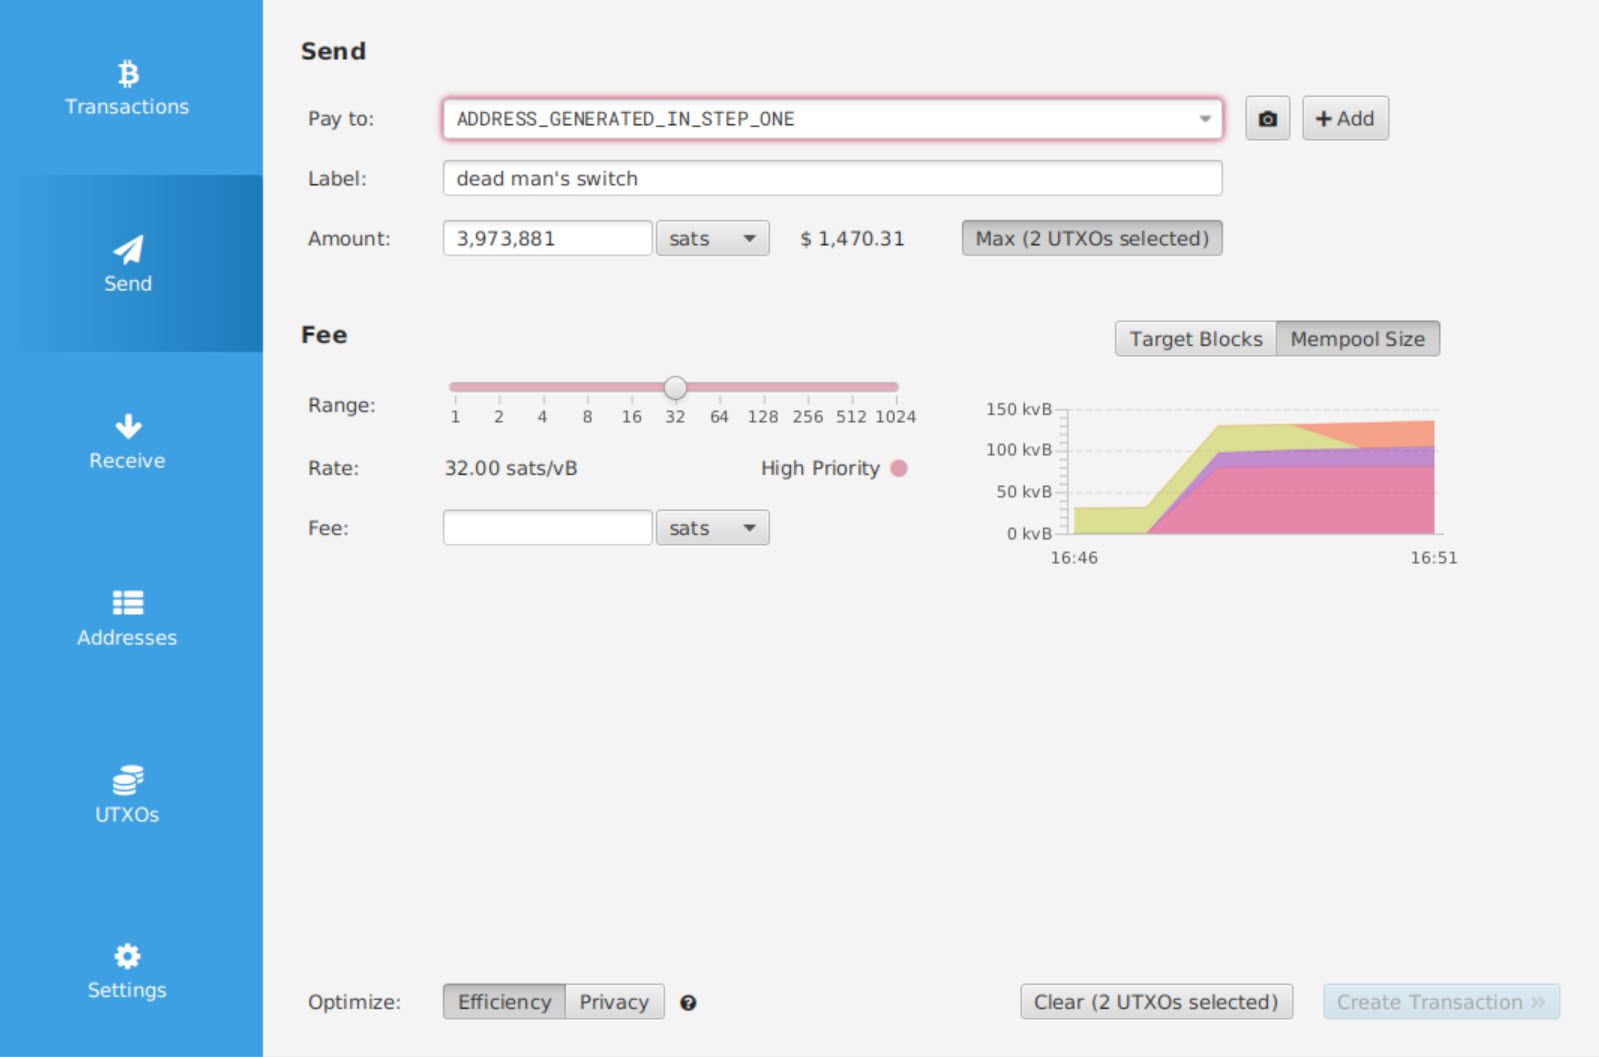 Transactions
Send
Receive
Addresses
UTXOs
Settings
Send
Pay to: ADDRESS_GENERATED_IN_STEP_ONE + Add
Label: dead man's switch
Amount: 3,973,881 sats $ 1,470.31 Max (2 UTXOs selected)
Fee Target Blocks Mempool Size
Range:
1 2 4 8 16 32 64 128 256 512 1024
Rate: 32.00 sats/vB High Priority
Fee: sats
150 kvB
100 kvB
50 kvB
0 kvB
16:46 16:51
Optimize: Efficiency Privacy ? Clear (2 UTXOs selected) Create Transaction »